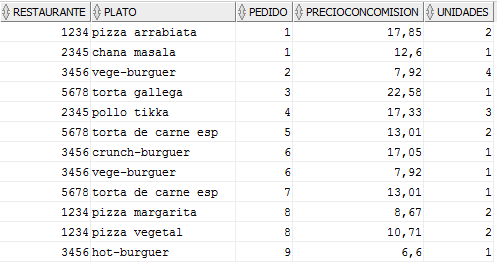 RESTAURANTE PLATO PEDIDO PRECIOCONCOMISION UNIDADES
1234 pizza arrabiata 1 17,85 2
2345 chana masala 1 12,6 1
3456 vege-burguer 2 7,92 4
5678 torta gallega 3 22,58 1
2345 pollo tikka 4 17,33 3
5678 torta de carne esp 5 13,01 2
3456 crunch-burguer 6 17,05 1
3456 vege-burguer 6 7,92 1
5678 torta de carne esp 7 13,01 1
1234 pizza margarita 8 8,67 2
1234 pizza vegetal 8 10,71 2
3456 hot-burguer 9 6,6 1